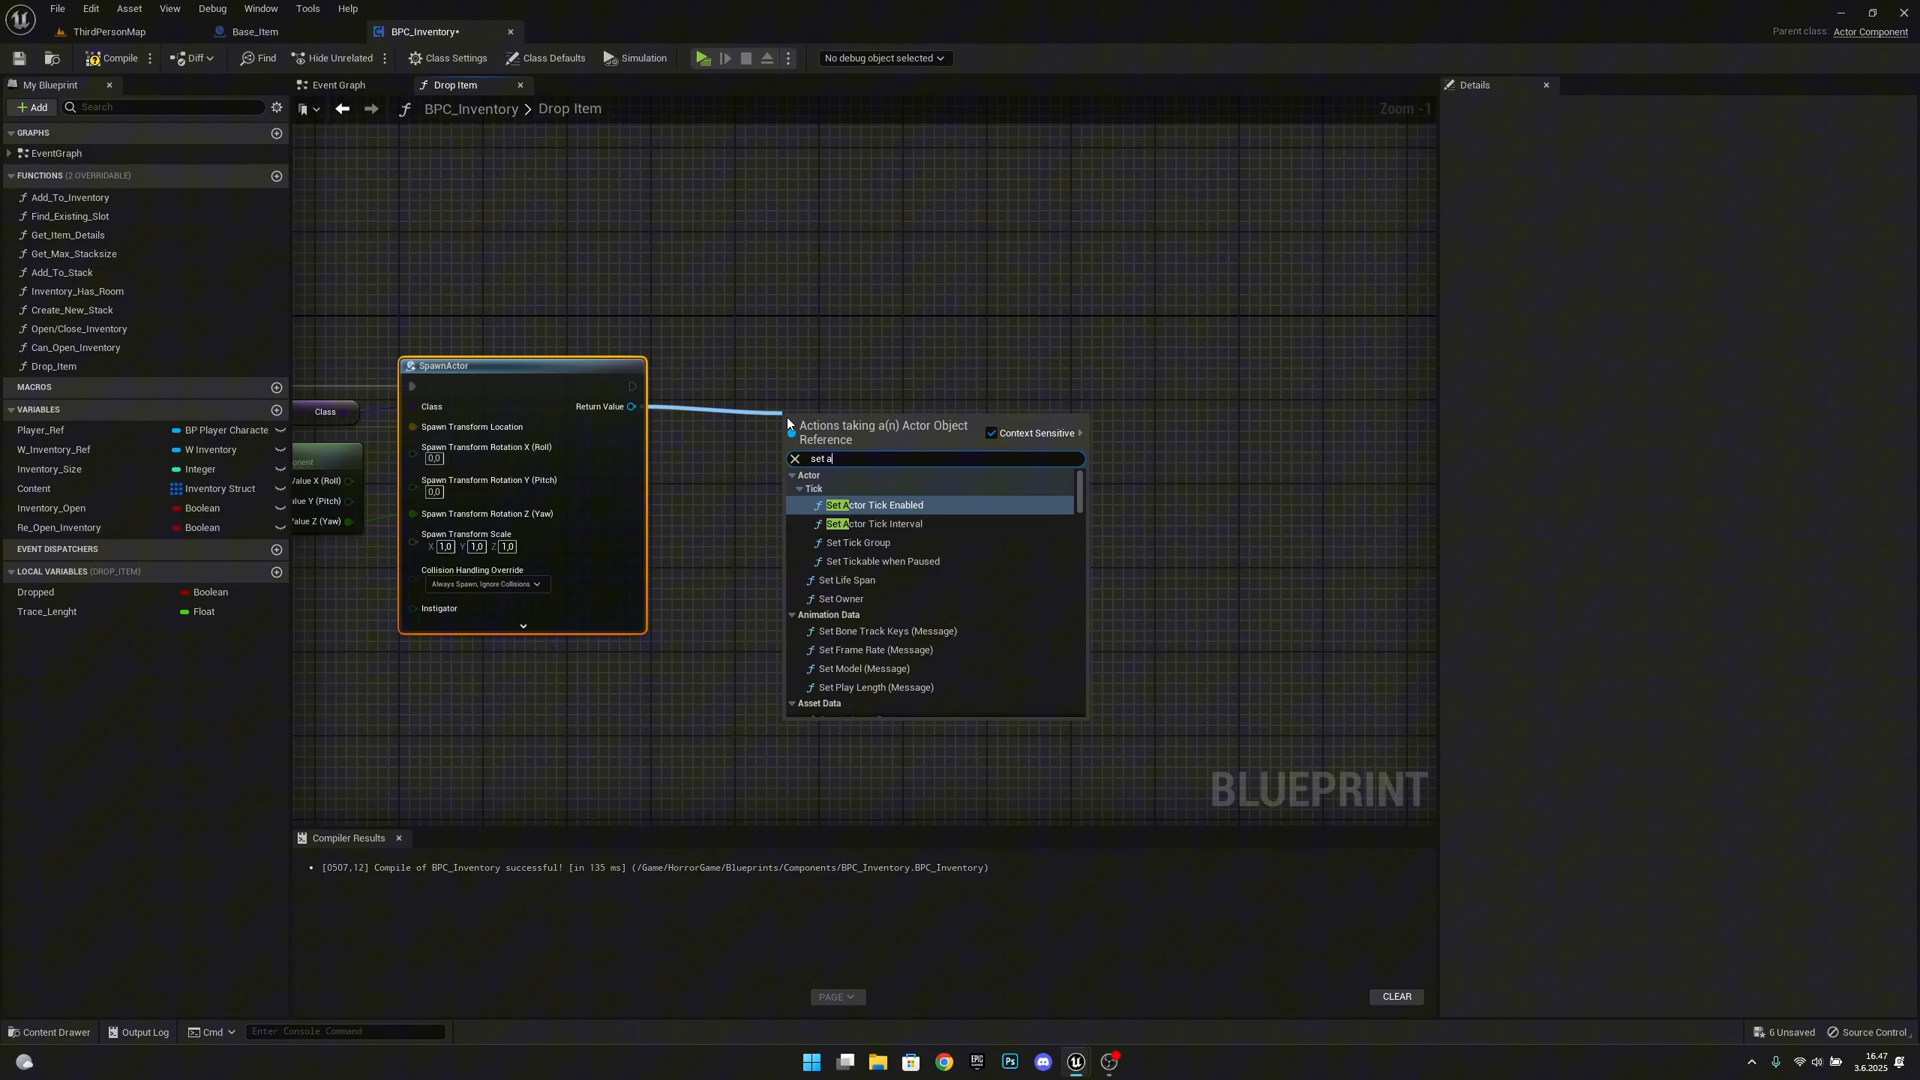 File Edit Asset View Debug Window Tools Help
ThirdPersonMap Base_Item BPC_Inventory•
Parent class: Actor Component
Compile Diff Find Hide Unrelated Class Settings Class Defaults Simulation No debug object selected
My Blueprint Event Graph Drop Item Details
Add Search BPC_Inventory > Drop Item Zoom -1
GRAPHS
EventGraph
FUNCTIONS (2 OVERRIDABLE)
Add_To_Inventory
Find_Existing_Slot
Get_Item_Details
Get_Max_Stacksize
Add_To_Stack
Inventory_Has_Room
Create_New_Stack
Open/Close_Inventory
Can_Open_Inventory
Drop_Item
MACROS
VARIABLES
Player_Ref BP Player Characte
W_Inventory_Ref W Inventory
Inventory_Size Integer
Content Inventory Struct
Inventory_Open Boolean
Re_Open_Inventory Boolean
EVENT DISPATCHERS
LOCAL VARIABLES (DROP_ITEM)
Dropped Boolean
Trace_Lenght Float
Class
onent
alue X (Roll)
lue Y (Pitch)
alue Z (Yaw)
SpawnActor
Class Return Value
Spawn Transform Location
Spawn Transform Rotation X (Roll)
0,0
Spawn Transform Rotation Y (Pitch)
0,0
Spawn Transform Rotation Z (Yaw)
Spawn Transform Scale
X 1,0 Y 1,0 Z 1,0
Collision Handling Override
Always Spawn, Ignore Collisions
Instigator
Actions taking a(n) Actor Object
Reference
Context Sensitive
set a
Actor
Tick
Set Actor Tick Enabled
Set Actor Tick Interval
Set Tick Group
Set Tickable when Paused
Set Life Span
Set Owner
Animation Data
Set Bone Track Keys (Message)
Set Frame Rate (Message)
Set Model (Message)
Set Play Length (Message)
Asset Data
BLUEPRINT
Compiler Results
• [0507,12] Compile of BPC_Inventory successful! [in 135 ms] (/Game/HorrorGame/Blueprints/Components/BPC_Inventory.BPC_Inventory)
PAGE CLEAR
Content Drawer Output Log Cmd Enter Console Command 6 Unsaved Source Control
EPIC
Ps
16.47
3.6.2025